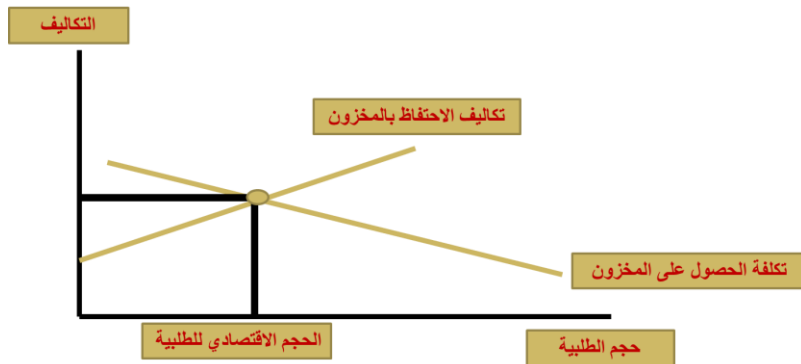 التكاليف
تكاليف الاحتفاظ بالمخزون
تكلفة الحصول على المخزون
الحجم الاقتصادي للطلبية
حجم الطلبية